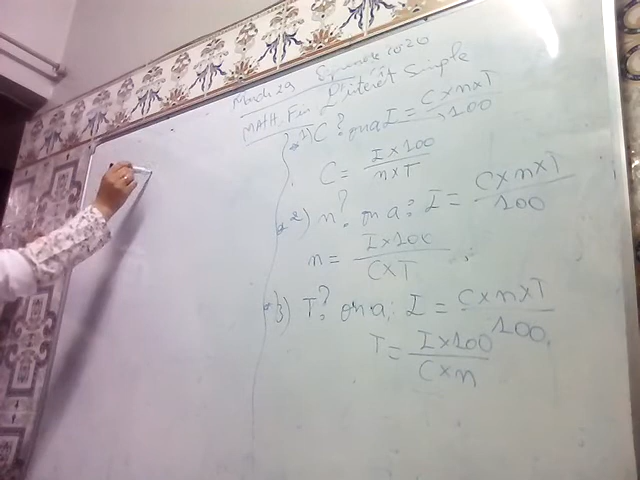 Mardi 29 Septembre 2020
MATH. Fin L'intérêt Simple
1) C? on a I = C×n×T / 100
C = I×100 / n×T
2) n? on a: I = C×n×T / 100
n = I×100 / C×T ;
3) T? on a: I = C×n×T / 100.
T = I×100 / C×n